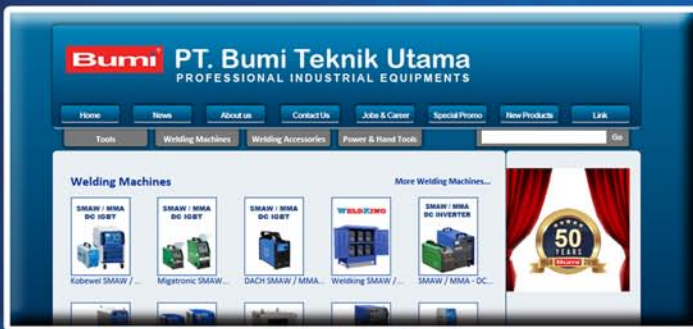 Bumi PT. Bumi Teknik Utama
PROFESSIONAL INDUSTRIAL EQUIPMENTS
Home News About us Contact Us Jobs & Career Special Promo New Products Link
Tools Welding Machines Welding Accessories Power & Hand Tools Go
Welding Machines More Welding Machines...
SMAW / MMA SMAW / MMA SMAW / MMA WELDKING SMAW / MMA
DC IGBT DC IGBT DC IGBT DC INVERTER
50
YEARS
Bumi
Kobewel SMAW / ... Migatronic SMAW... DACH SMAW / MMA... Weldking SMAW / ... SMAW / MMA - DC...